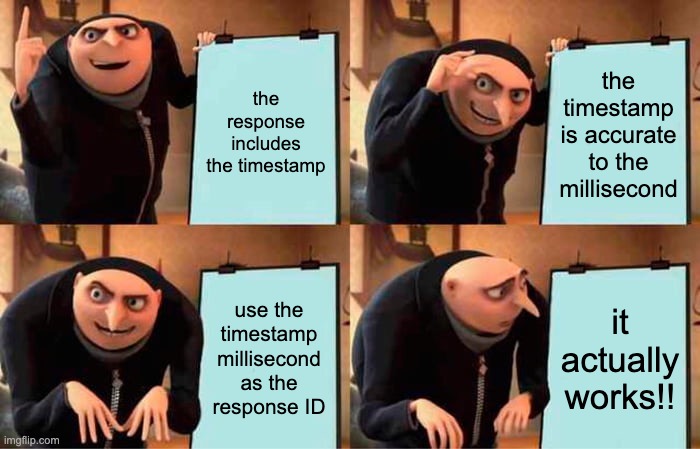 the
response
includes
the timestamp
the
timestamp
is accurate
to the
millisecond
use the
timestamp
millisecond
as the
response ID
it
actually
works!!
imgflip.com